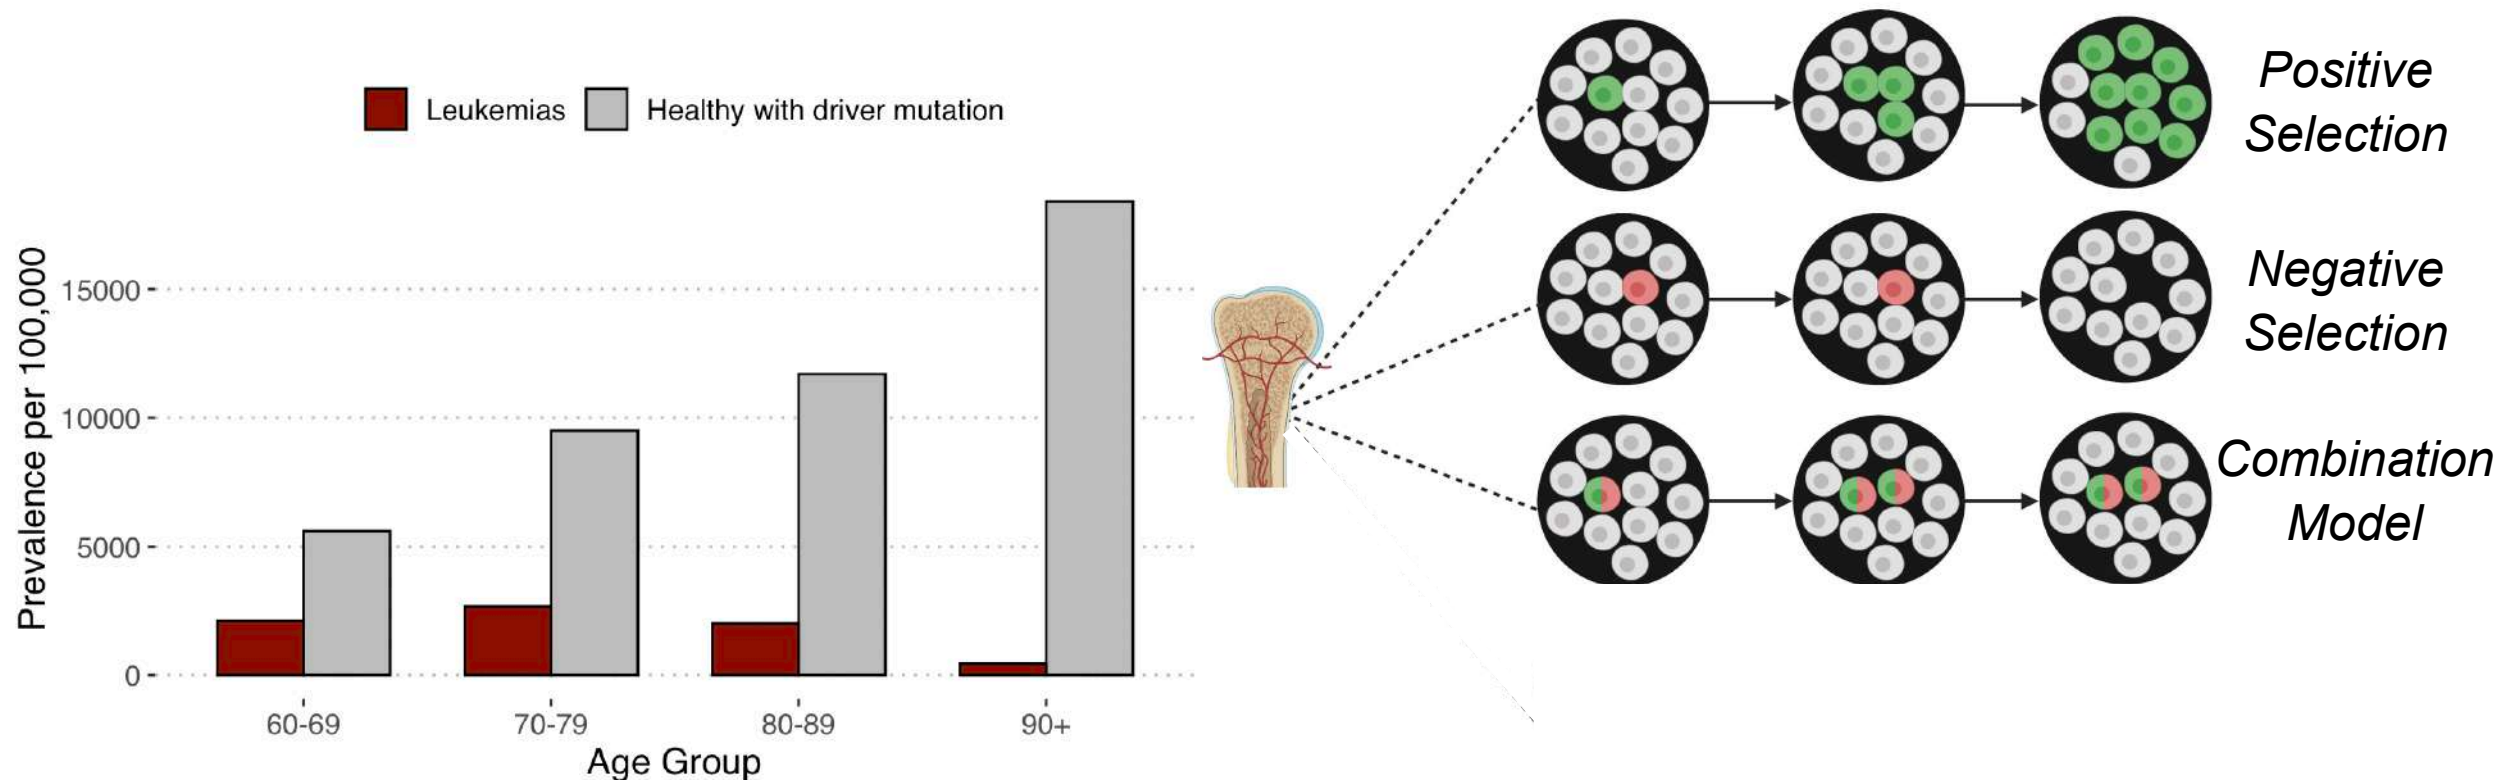 Leukemias
Healthy with driver mutation
Prevalence per 100,000
15000
10000
5000
0
60-69
70-79
80-89
90+
Age Group
Positive
Selection
Negative
Selection
Combination
Model